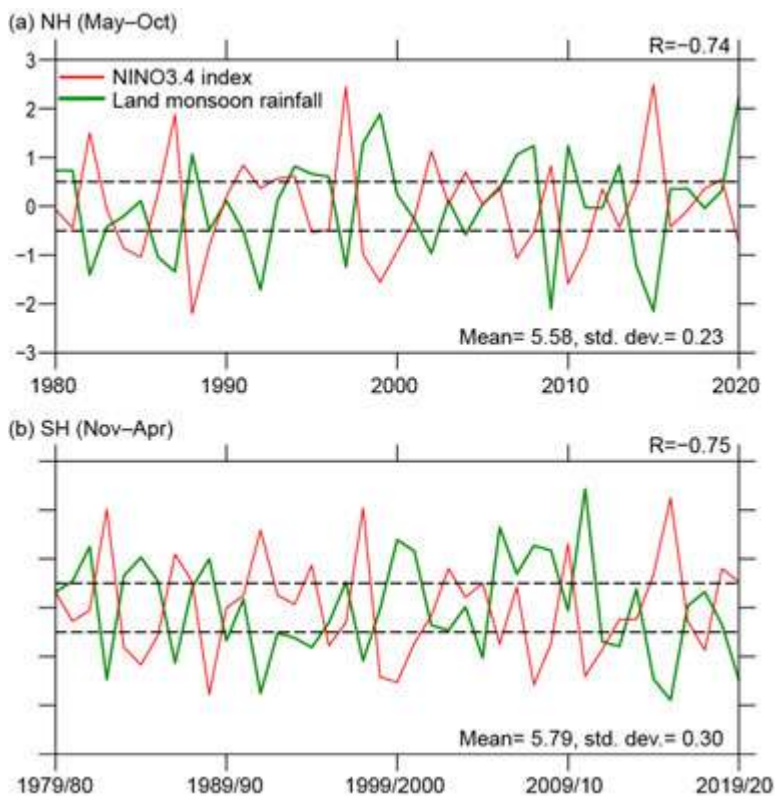 (a) NH (May–Oct)
R=−0.74
3
NINO3.4 index
2
Land monsoon rainfall
1
0
−1
−2
Mean= 5.58, std. dev.= 0.23
−3
1980 1990 2000 2010 2020
(b) SH (Nov–Apr)
R=−0.75
Mean= 5.79, std. dev.= 0.30
1979/80 1989/90 1999/2000 2009/10 2019/20